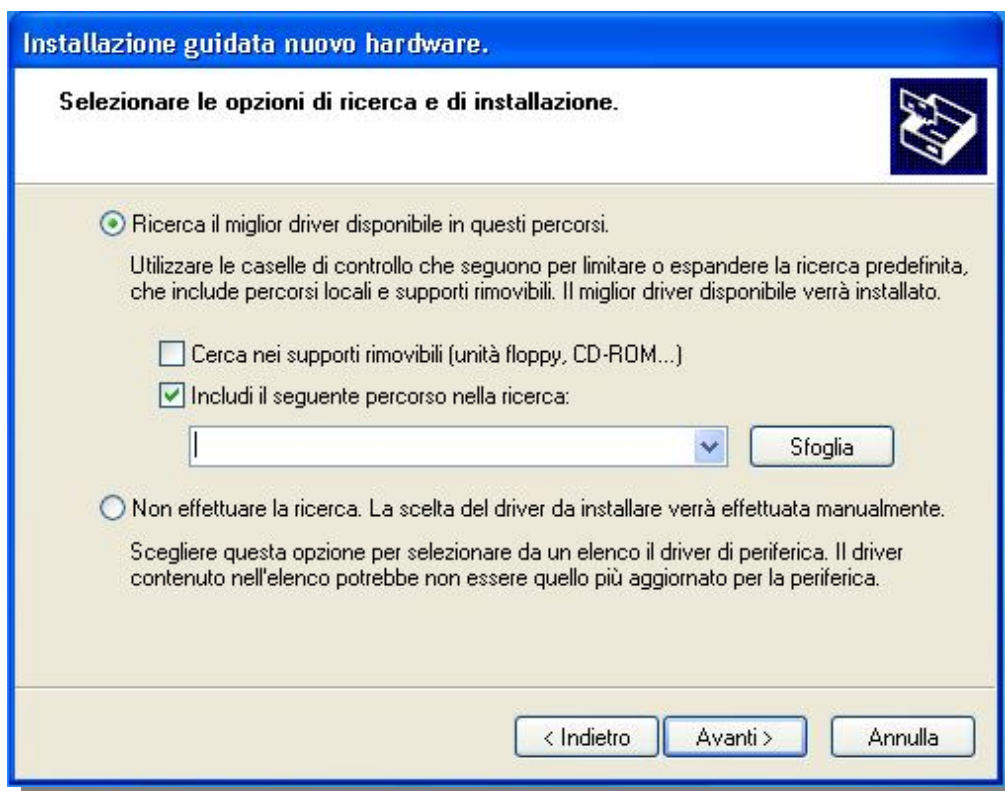 Installazione guidata nuovo hardware.
Selezionare le opzioni di ricerca e di installazione.
Ricerca il miglior driver disponibile in questi percorsi.
Utilizzare le caselle di controllo che seguono per limitare o espandere la ricerca predefinita,
che include percorsi locali e supporti rimovibili. Il miglior driver disponibile verrà installato.
Cerca nei supporti rimovibili (unità floppy, CD-ROM...)
Includi il seguente percorso nella ricerca:
Sfoglia
Non effettuare la ricerca. La scelta del driver da installare verrà effettuata manualmente.
Scegliere questa opzione per selezionare da un elenco il driver di periferica. Il driver
contenuto nell'elenco potrebbe non essere quello più aggiornato per la periferica.
< Indietro Avanti > Annulla